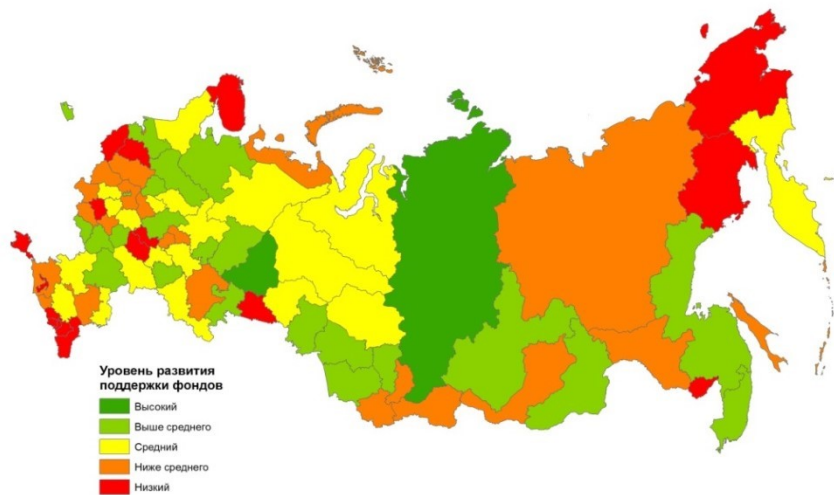 Уровень развития
поддержки фондов
Высокий
Выше среднего
Средний
Ниже среднего
Низкий